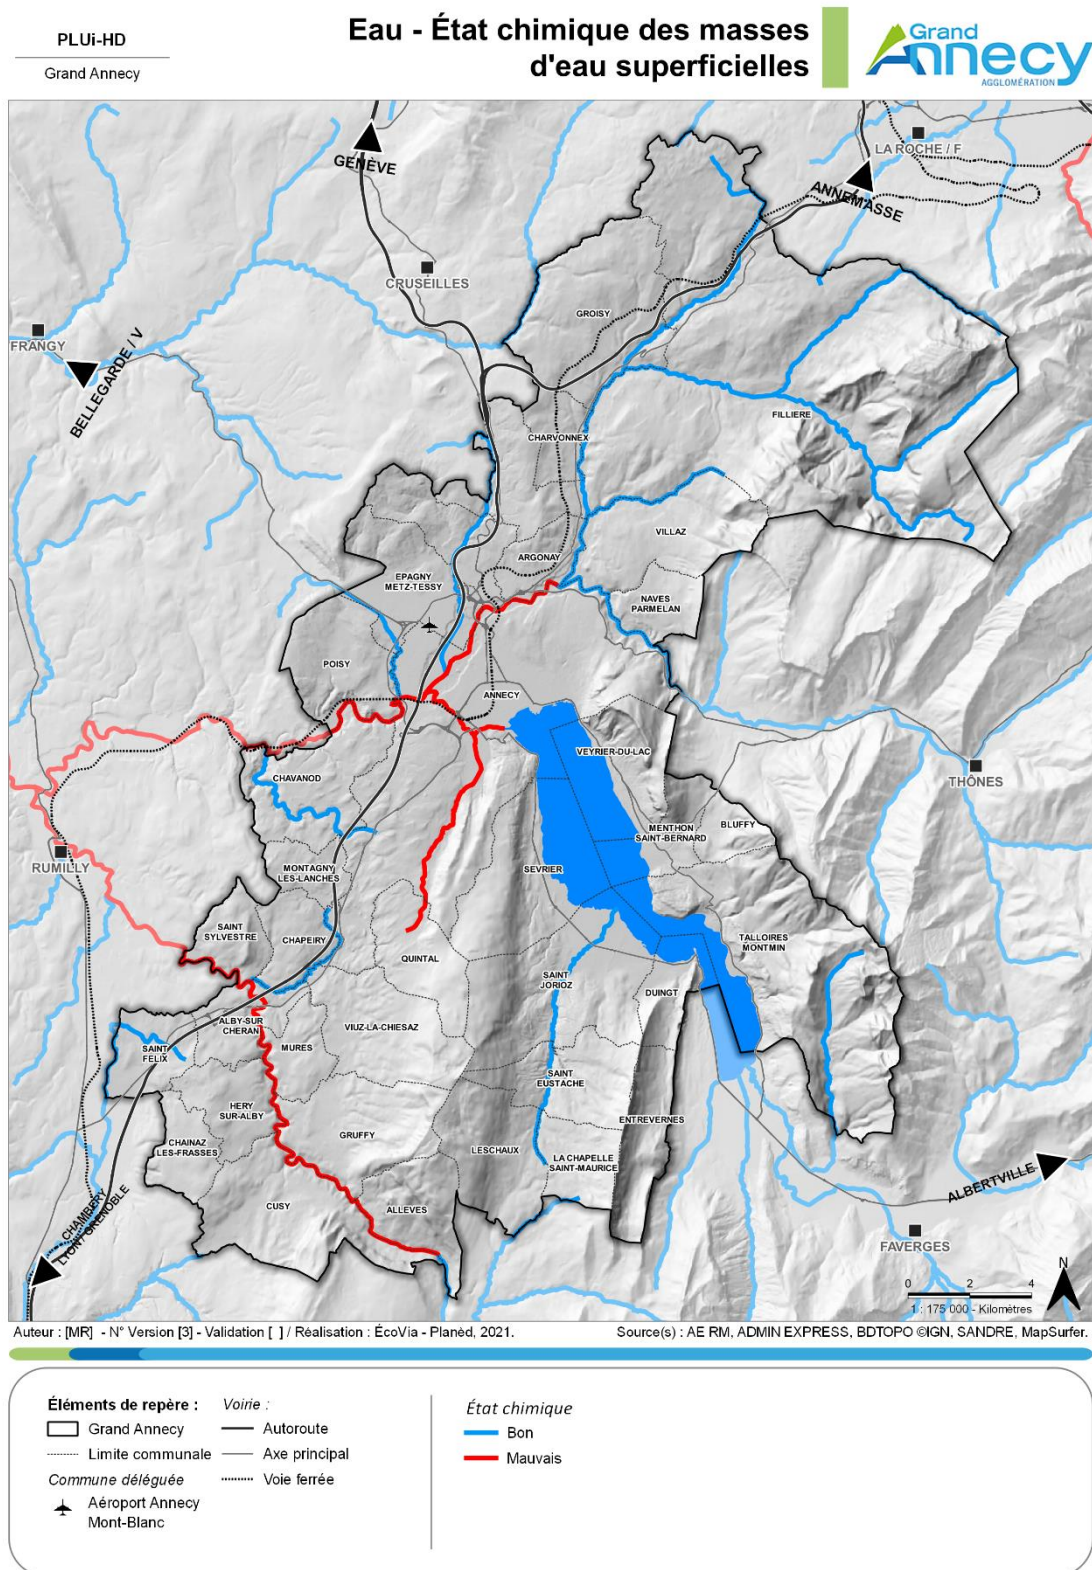 PLUi-HD
Grand Annecy
Eau - État chimique des masses
d'eau superficielles
Grand
Annecy
AGGLOMÉRATION
GENÈVE
LA ROCHE / F
ANNEMASSE
CRUSEILLES
GROISY
FRANGY
BELLEGARDE / V
FILLIERE
CHARVONNEX
VILLAZ
ARGONAY
EPAGNY
METZ-TESSY
NAVES
PARMELAN
POISY
ANNECY
VEYRIER-DU-LAC
CHAVANOD
THÔNES
MENTHON
SAINT-BERNARD
BLUFFY
RUMILLY
MONTAGNY
LES-LANCHES
SEVRIER
SAINT
SYLVESTRE
CHAPEIRY
TALLOIRES
MONTMIN
QUINTAL
SAINT
JORIOZ
DUINGT
ALBY-SUR
CHERAN
VIUZ-LA-CHIESAZ
SAINT
FELIX
MURES
SAINT
EUSTACHE
HERY
SUR-ALBY
ENTREVERNES
GRUFFY
CHAINAZ
LES-FRASSES
LESCHAUX
LA CHAPELLE
SAINT-MAURICE
ALBERTVILLE
CUSY
ALLEVES
CHAMBERY
LYON GRENOBLE
FAVERGES
N
0 2 4
1 : 175 000 - Kilomètres
Auteur : [MR] - N° Version [3] - Validation [ ] / Réalisation : ÉcoVia - Planèd, 2021.
Source(s) : AE RM, ADMIN EXPRESS, BDTOPO ©IGN, SANDRE, MapSurfer.
Éléments de repère :
Grand Annecy
Limite communale
Commune déléguée
Aéroport Annecy
Mont-Blanc
Voirie :
Autoroute
Axe principal
Voie ferrée
État chimique
Bon
Mauvais